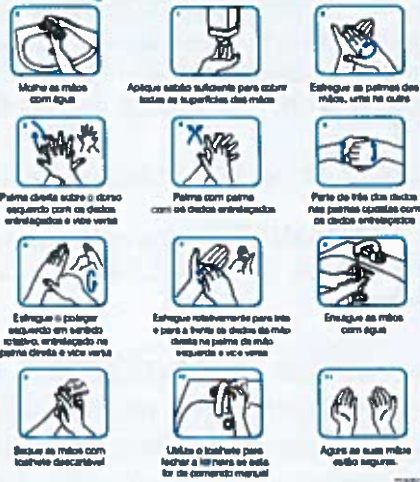 Molhe as mãos
com água
Aplique sabão suficiente para cobrir
todas as superfícies das mãos
Esfregue as palmas das
mãos, uma na outra
Palma direita sobre o dorso
esquerdo com os dedos
entrelaçados e vice versa
Palma com palma
com os dedos entrelaçados
Parte de trás dos dedos
nas palmas opostas com
os dedos entrelaçados
Esfregue o polegar
esquerdo em sentido
rotativo, entrelaçado na
palma direita e vice versa
Esfregue rotativamente para trás
e para a frente os dedos da mão
direita na palma da mão
esquerda e vice versa
Enxague as mãos
com água
Seque as mãos com
toalhete descartável
Utilize o toalhete para
fechar a torneira se esta
for de comando manual
Agora as suas mãos
estão seguras.